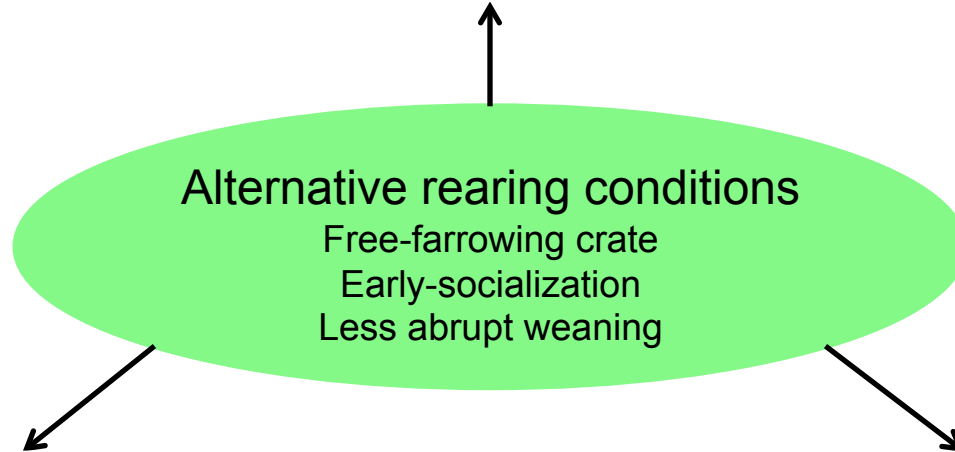 Alternative rearing conditions
Free-farrowing crate
Early-socialization
Less abrupt weaning